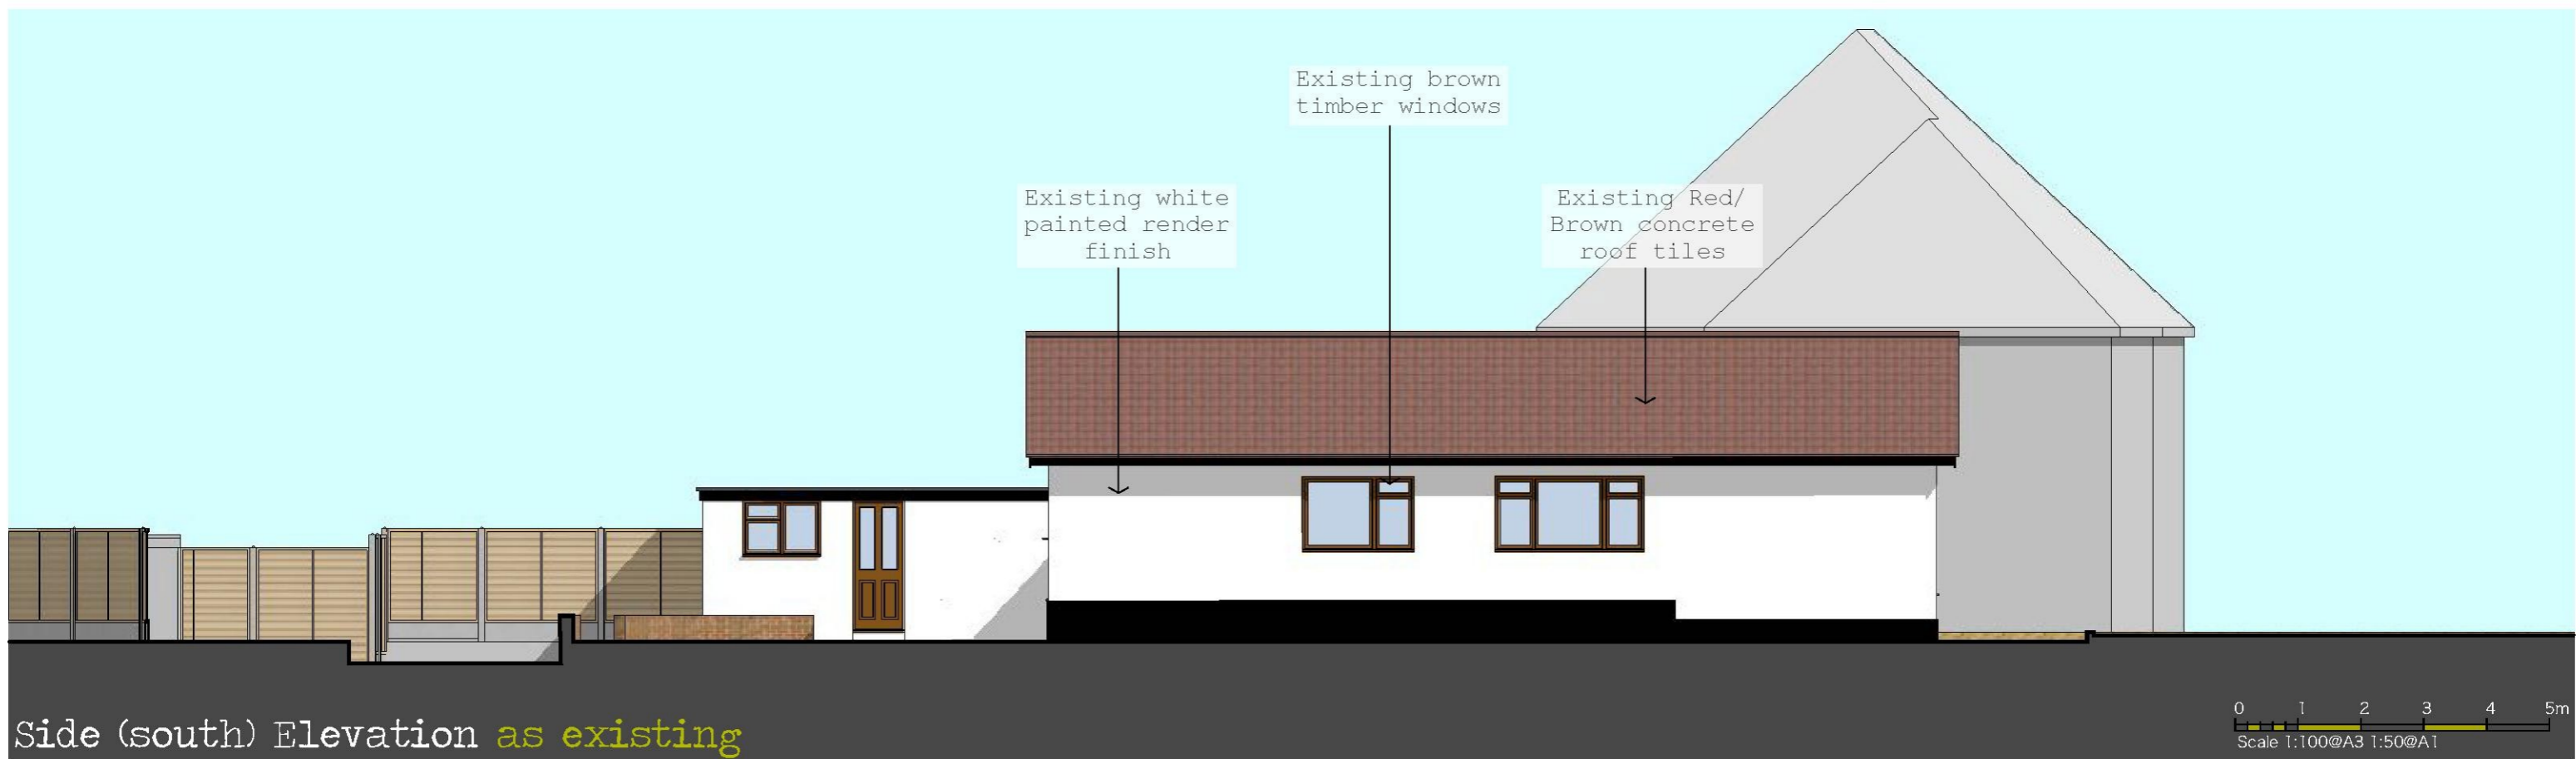 Existing brown
timber windows
Existing white
painted render
finish
Existing Red/
Brown concrete
roof tiles
Side (south) Elevation as existing
0 1 2 3 4 5m
Scale 1:100@A3 1:50@A1